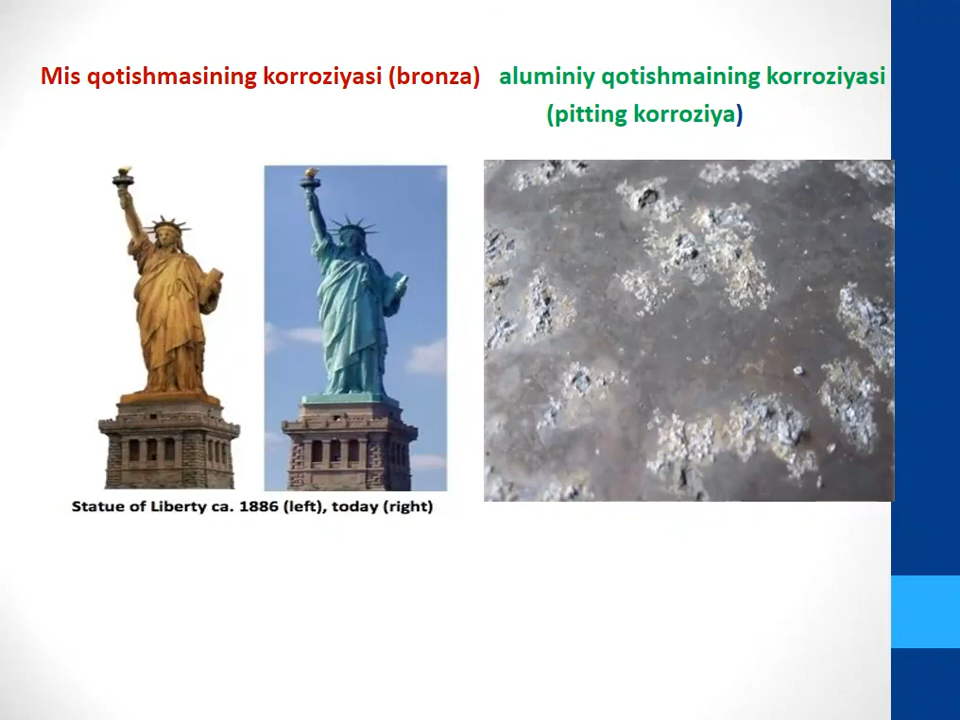 Mis qotishmasining korroziyasi (bronza)
aluminiy qotishmaining korroziyasi
(pitting korroziya)
Statue of Liberty ca. 1886 (left), today (right)